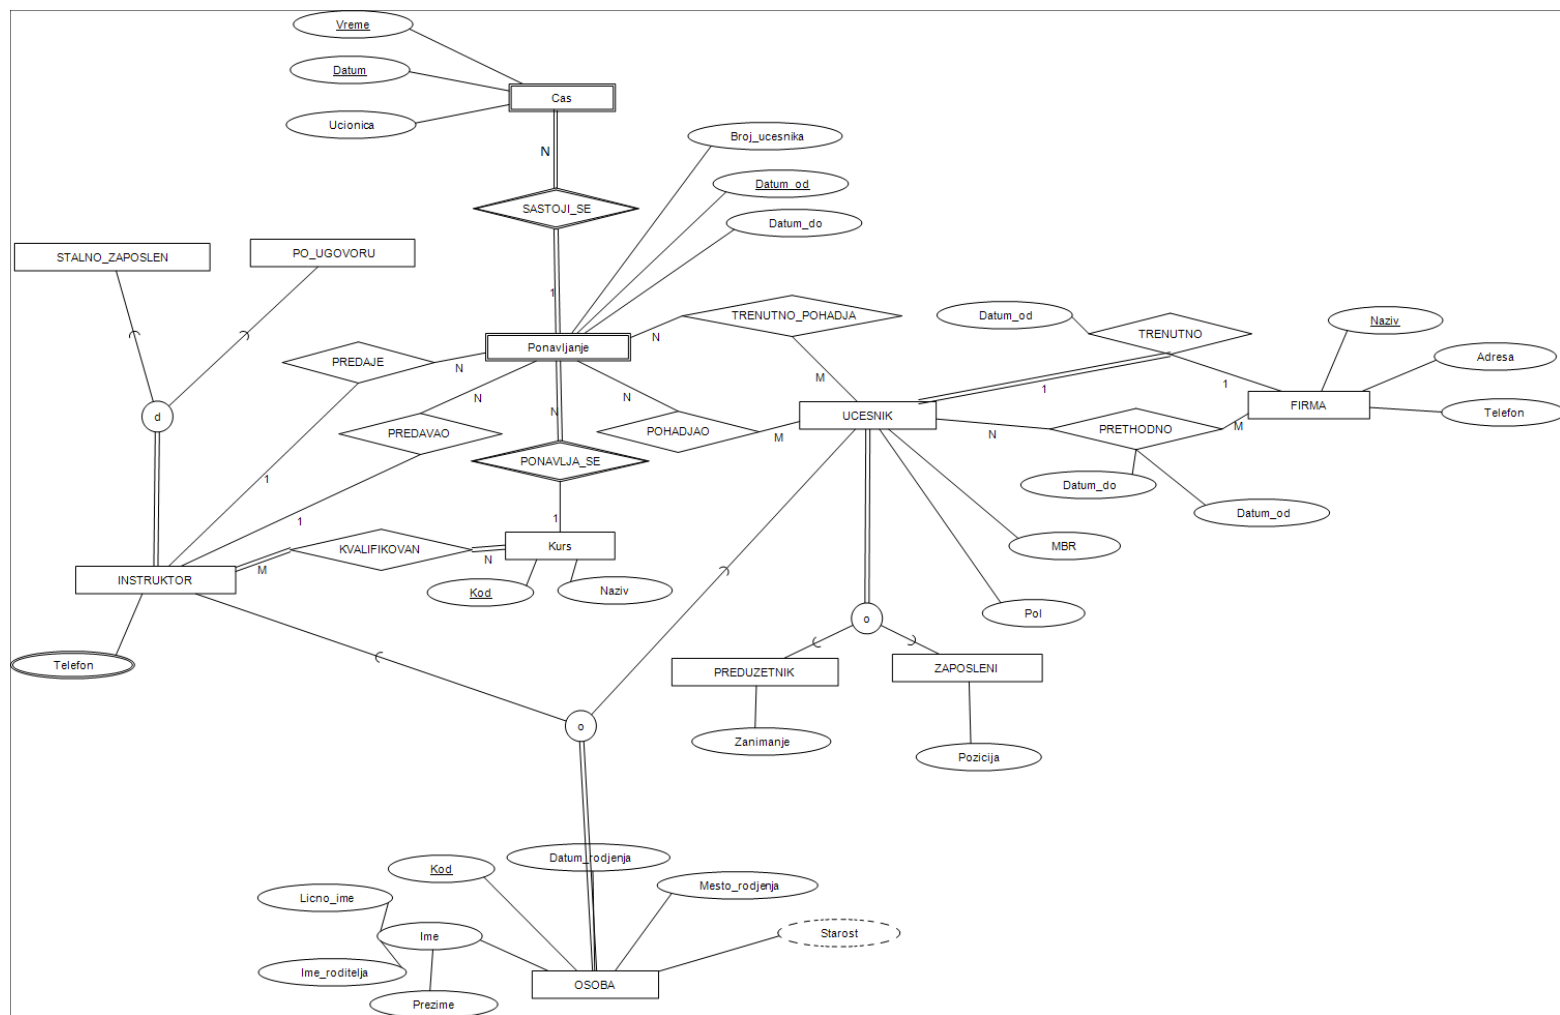 Vreme
Datum
Cas
Ucionica
Broj_ucesnika
N
Datum_od
SASTOJI_SE
Datum_do
STALNO_ZAPOSLEN
PO_UGOVORU
1
TRENUTNO_POHADJA
Datum_od
Naziv
TRENUTNO
N
Ponavljanje
Adresa
PREDAJE
N
M
1
1
FIRMA
Telefon
N
N
N
UCESNIK
d
PREDAVAO
POHADJAO
M
N
PRETHODNO
M
PONAVLJA_SE
1
Datum_do
Datum_od
1
1
KVALIFIKOVAN
Kurs
MBR
M
N
INSTRUKTOR
Kod
Naziv
Pol
o
Telefon
PREDUZETNIK
ZAPOSLENI
o
Zanimanje
Pozicija
Datum_rodjenja
Kod
Mesto_rodjenja
Licno_ime
Ime
Starost
Ime_roditelja
OSOBA
Prezime